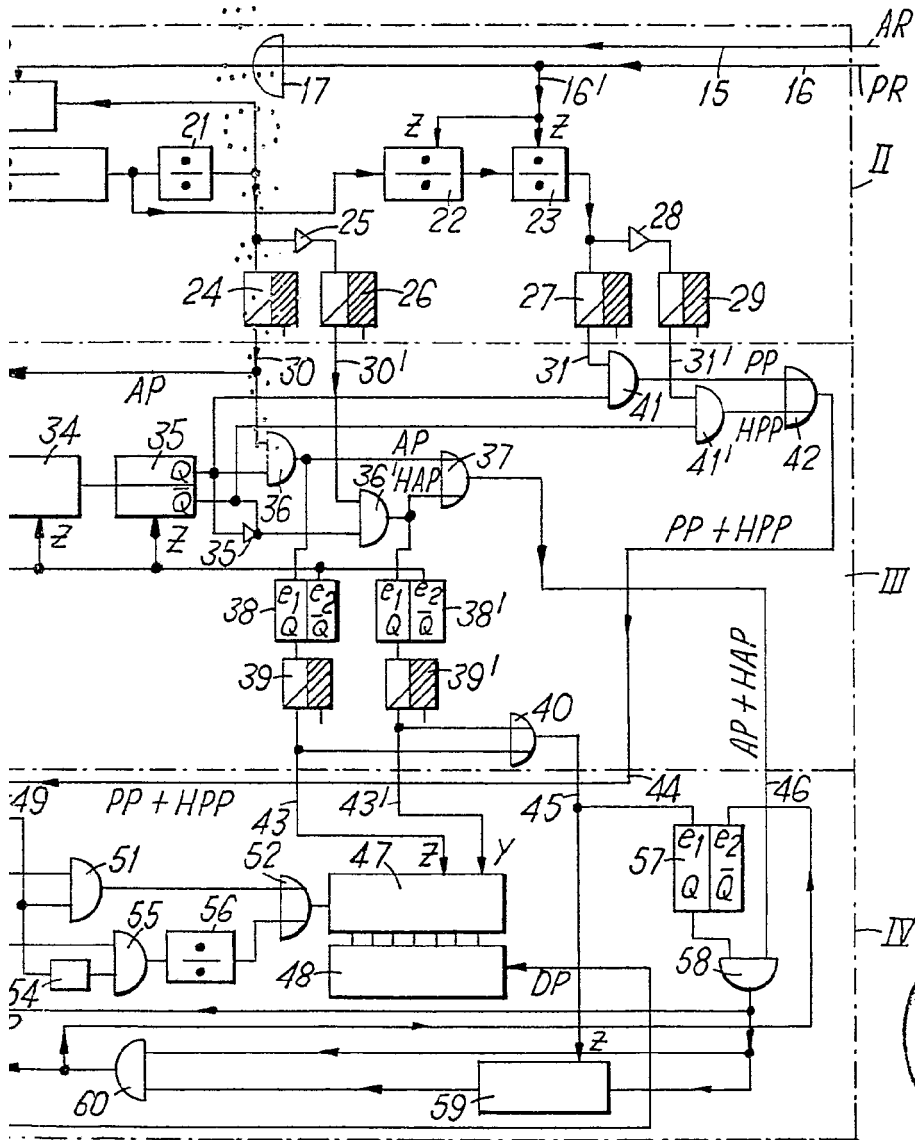 AR
15
16
PR
17
16'
21
Z
Z
II
22
23
25
28
24
26
27
29
30
30'
31
31'
PP
AP
41
34
35
AP
37
41'
HPP
42
Q
36
36'
HAP
Q̄
Z
Z
35'
PP + HPP
III
e1 e2
e1 e2
38
38'
Q Q̄
Q Q̄
39
39'
40
AP + HAP
49
PP + HPP
43
43'
45
44
46
51
52
Z
Y
47
57
e1 e2
Q Q̄
55
56
IV
54
48
DP
58
P
Z
60
59